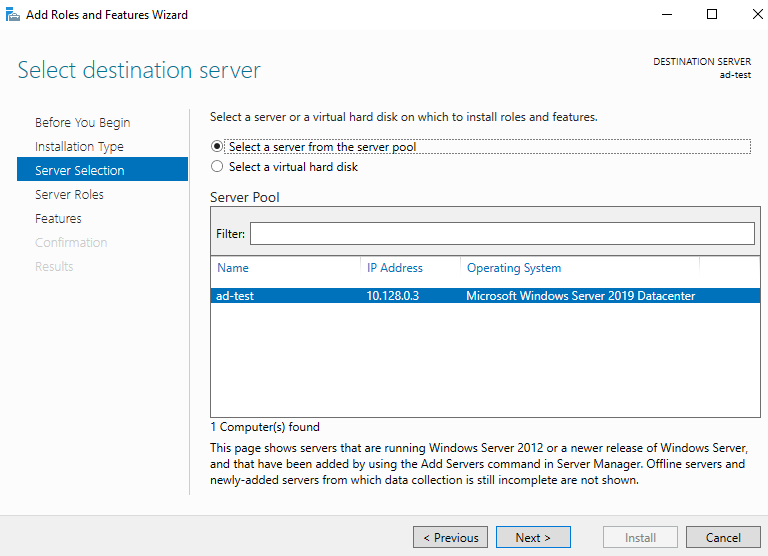 Add Roles and Features Wizard
Select destination server
DESTINATION SERVER
ad-test
Before You Begin
Installation Type
Server Selection
Server Roles
Features
Confirmation
Results
Select a server or a virtual hard disk on which to install roles and features.
Select a server from the server pool
Select a virtual hard disk
Server Pool
Filter:
Name IP Address Operating System
ad-test 10.128.0.3 Microsoft Windows Server 2019 Datacenter
1 Computer(s) found
This page shows servers that are running Windows Server 2012 or a newer release of Windows Server,
and that have been added by using the Add Servers command in Server Manager. Offline servers and
newly-added servers from which data collection is still incomplete are not shown.
< Previous Next > Install Cancel